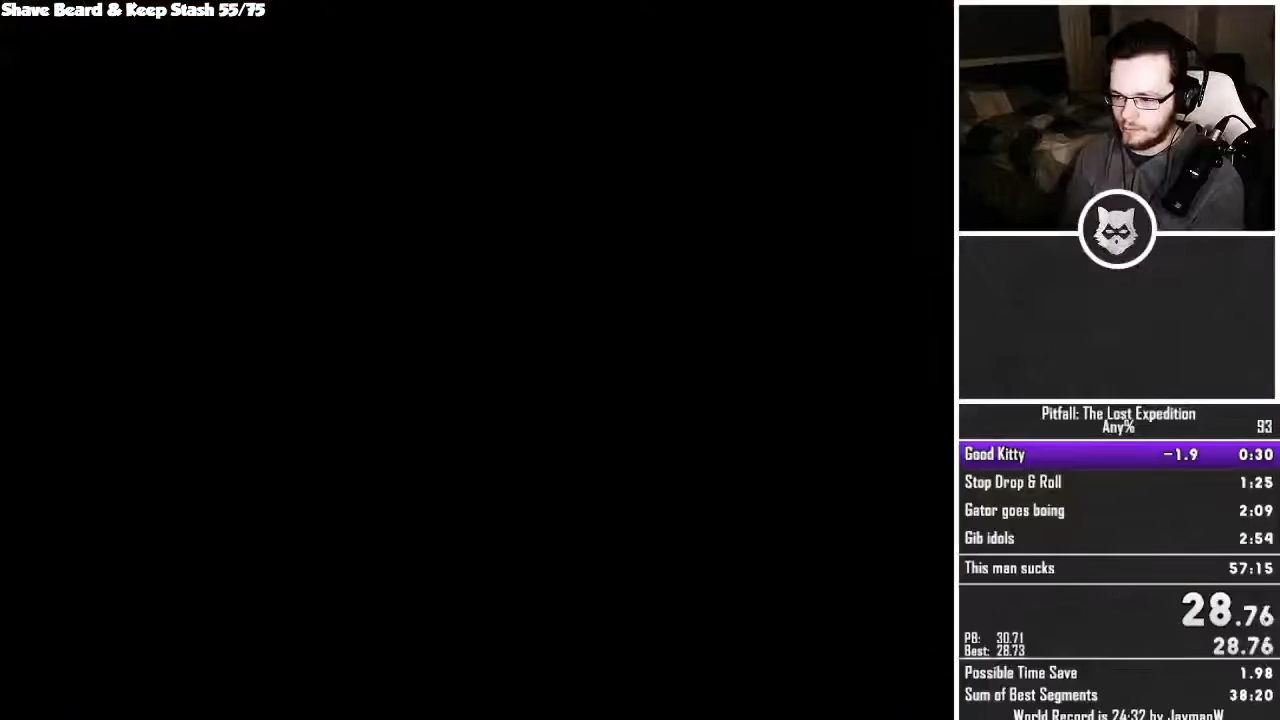 Shave Beard & Keep Stash 55/75
Pitfall: The Lost Expedition
Any% 93
Good Kitty −1.9 0:30
Stop Drop & Roll 1:25
Gator goes boing 2:09
Gib idols 2:54
This man sucks 57:15
28.76
PB: 30.71
Best: 28.73 28.76
Possible Time Save 1.98
Sum of Best Segments 38:20
World Record is 24:32 by JaymanW